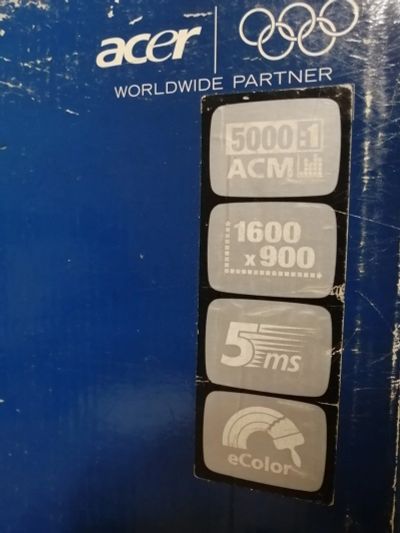 acer
WORLDWIDE PARTNER
5000:1
ACM
1600
x 900
5ms
eColor